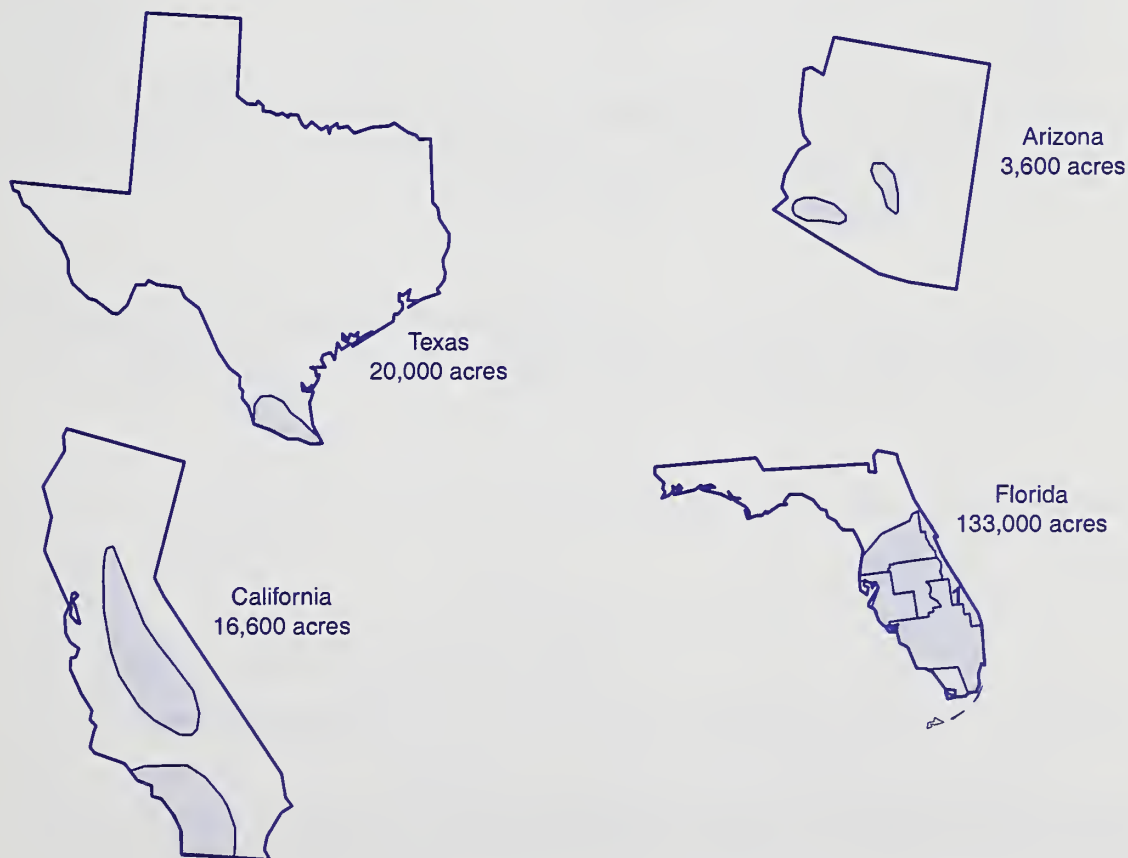 Arizona
3,600 acres
Texas
20,000 acres
Florida
133,000 acres
California
16,600 acres